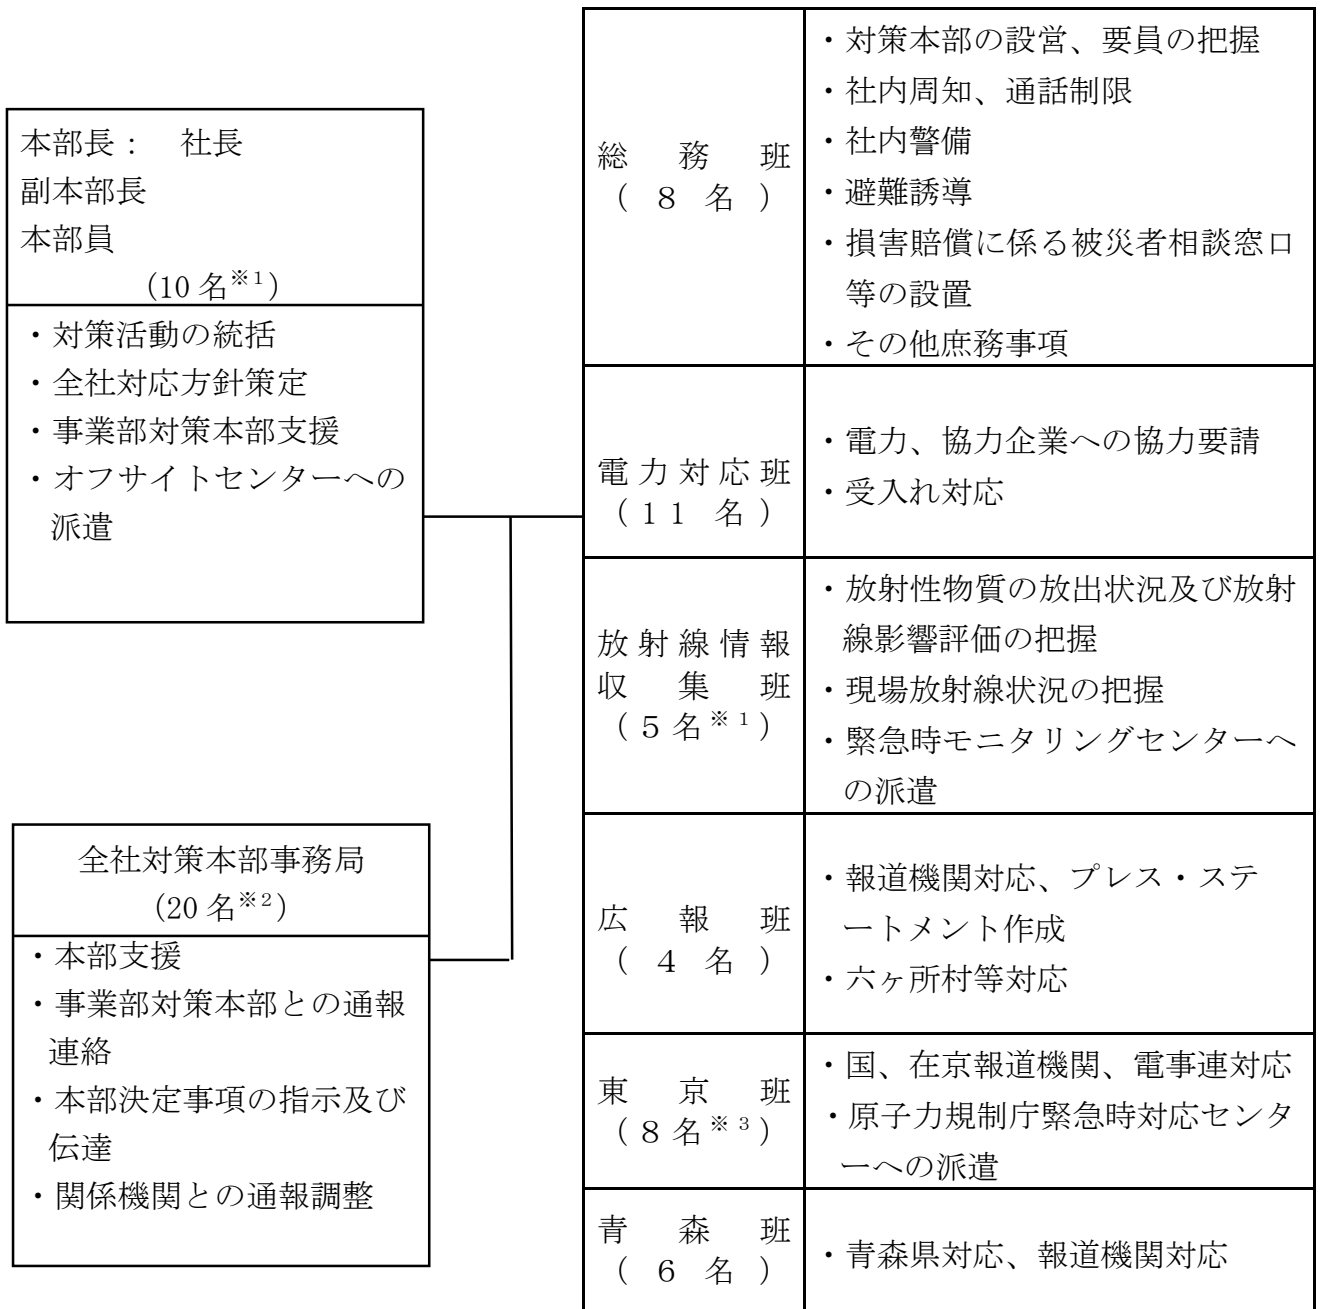 本部長： 社長
副本部長
本部員
（10 名※1）
・対策活動の統括
・全社対応方針策定
・事業部対策本部支援
・オフサイトセンターへの
派遣
全社対策本部事務局
（20 名※2）
・本部支援
・事業部対策本部との通報
連絡
・本部決定事項の指示及び
伝達
・関係機関との通報調整
総務班
（8名）
・対策本部の設営、要員の把握
・社内周知、通話制限
・社内警備
・避難誘導
・損害賠償に係る被災者相談窓口
等の設置
・その他庶務事項
電力対応班
（11名）
・電力、協力企業への協力要請
・受入れ対応
放射線情報
収集班
（5名※1）
・放射性物質の放出状況及び放射
線影響評価の把握
・現場放射線状況の把握
・緊急時モニタリングセンターへ
の派遣
広報班
（4名）
・報道機関対応、プレス・ステ
ートメント作成
・六ヶ所村等対応
東京班
（8名※3）
・国、在京報道機関、電事連対応
・原子力規制庁緊急時対応センタ
ーへの派遣
青森班
（6名）
・青森県対応、報道機関対応